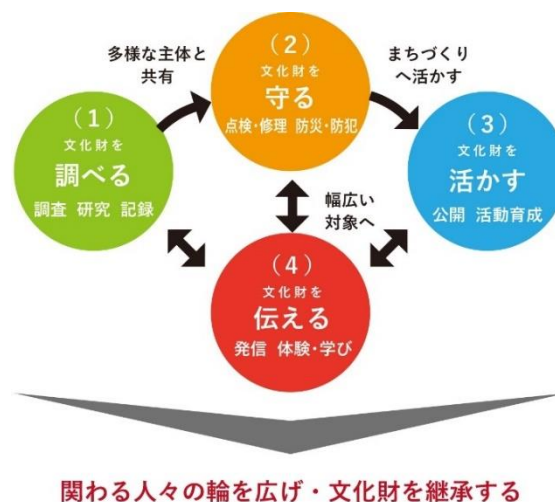 多様な主体と
共有
（2）
文化財を
守る
点検・修理 防災・防犯
まちづくり
へ活かす
（1）
文化財を
調べる
調査 研究 記録
（3）
文化財を
活かす
公開 活動育成
幅広い
対象へ
（4）
文化財を
伝える
発信 体験・学び
関わる人々の輪を広げ・文化財を継承する